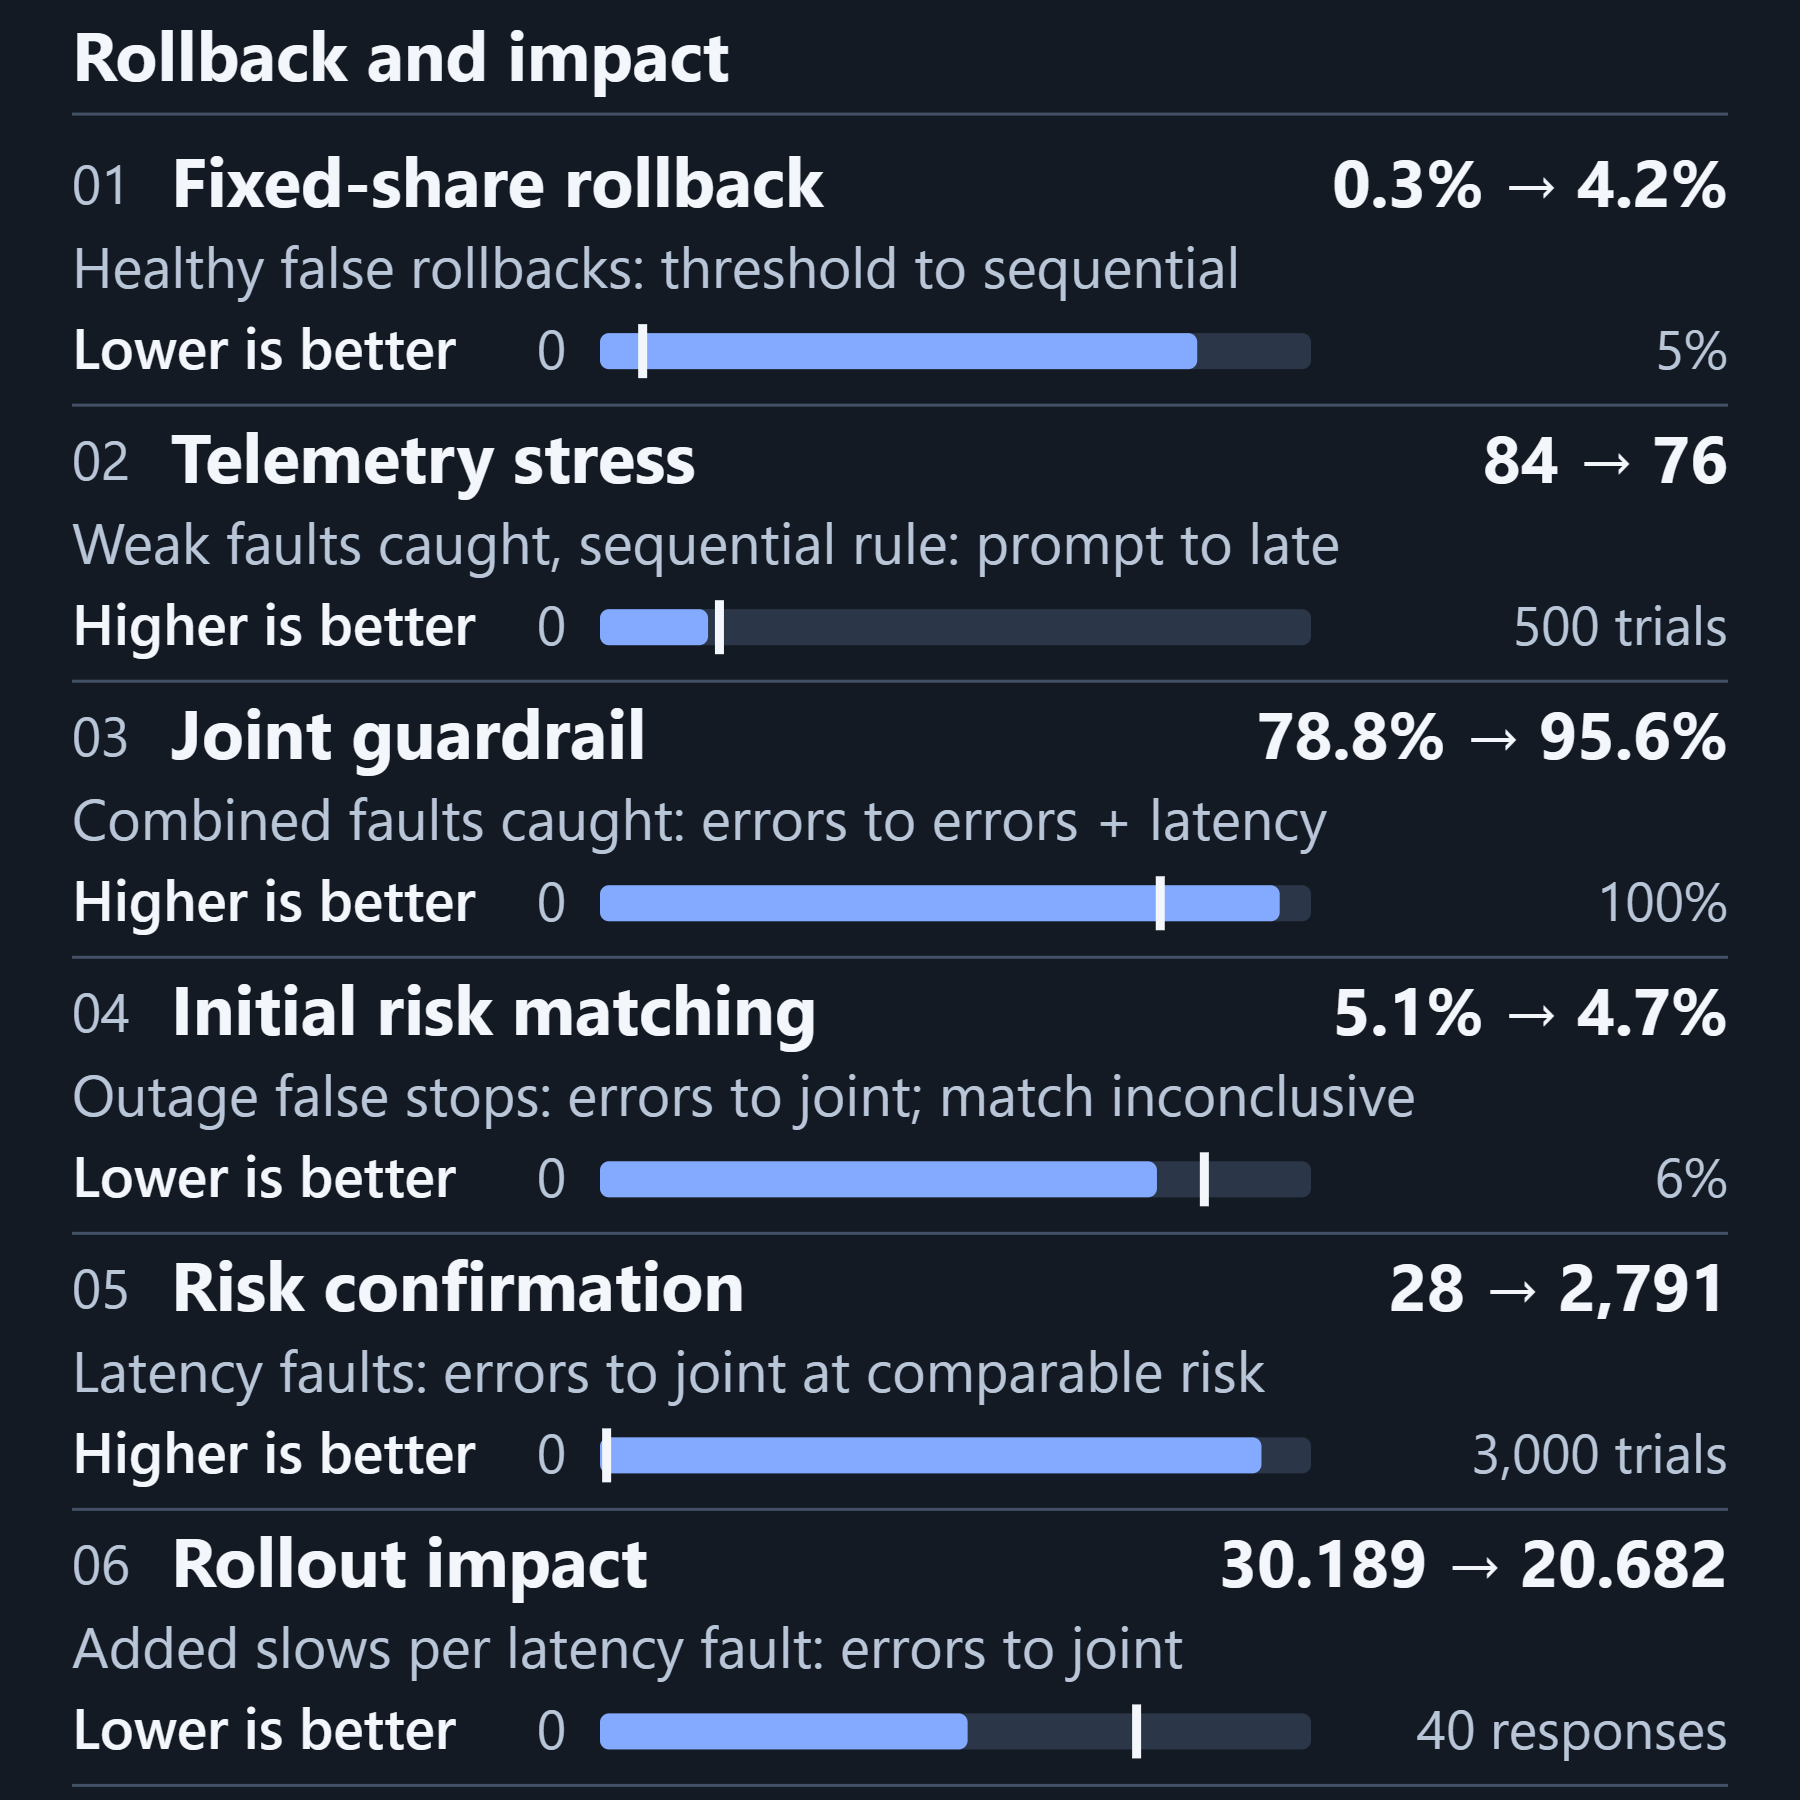 Rollback and impact
01 Fixed-share rollback 0.3% → 4.2%
Healthy false rollbacks: threshold to sequential
Lower is better 0 5%
02 Telemetry stress 84 → 76
Weak faults caught, sequential rule: prompt to late
Higher is better 0 500 trials
03 Joint guardrail 78.8% → 95.6%
Combined faults caught: errors to errors + latency
Higher is better 0 100%
04 Initial risk matching 5.1% → 4.7%
Outage false stops: errors to joint; match inconclusive
Lower is better 0 6%
05 Risk confirmation 28 → 2,791
Latency faults: errors to joint at comparable risk
Higher is better 0 3,000 trials
06 Rollout impact 30.189 → 20.682
Added slows per latency fault: errors to joint
Lower is better 0 40 responses